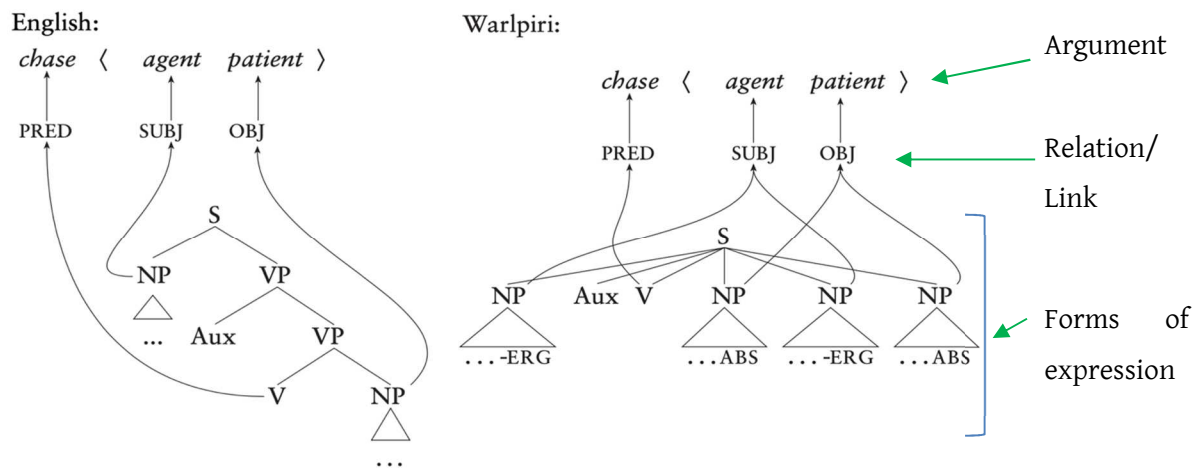 English:
chase ⟨ agent patient ⟩
PRED SUBJ OBJ
S
NP VP
... Aux VP
V NP
...
Warlpiri:
chase ⟨ agent patient ⟩
PRED SUBJ OBJ
S
NP Aux V NP NP NP
...-ERG ...ABS ...-ERG ...ABS
Argument
Relation/
Link
Forms of
expression